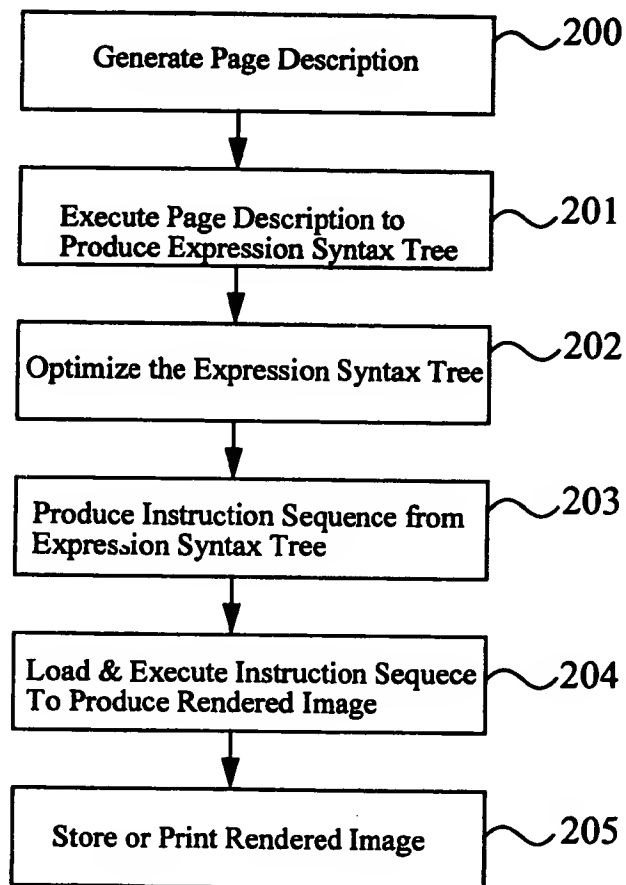 200
Generate Page Description
Execute Page Description to
Produce Expression Syntax Tree
201
Optimize the Expression Syntax Tree
202
Produce Instruction Sequence from
Expression Syntax Tree
203
Load & Execute Instruction Sequece
To Produce Rendered Image
204
Store or Print Rendered Image
205